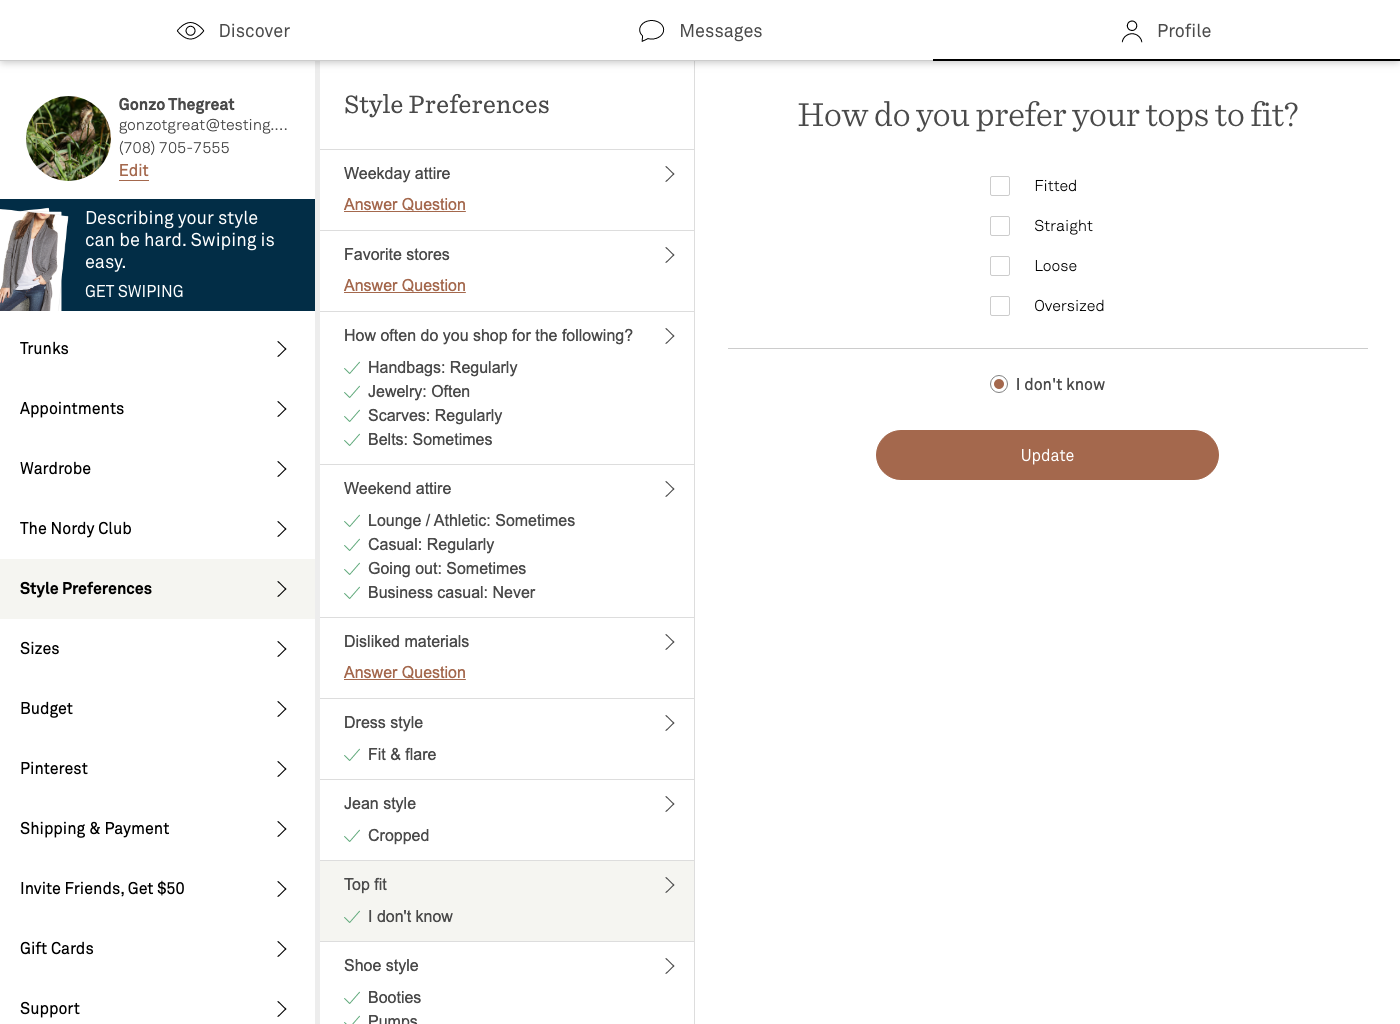 Discover
Messages
Profile
Gonzo Thegreat
gonzotgreat@testing....
(708) 705-7555
Edit
Describing your style
can be hard. Swiping is
easy.
GET SWIPING
Trunks
Appointments
Wardrobe
The Nordy Club
Style Preferences
Sizes
Budget
Pinterest
Shipping & Payment
Invite Friends, Get $50
Gift Cards
Support
Style Preferences
Weekday attire
Answer Question
Favorite stores
Answer Question
How often do you shop for the following?
Handbags: Regularly
Jewelry: Often
Scarves: Regularly
Belts: Sometimes
Weekend attire
Lounge / Athletic: Sometimes
Casual: Regularly
Going out: Sometimes
Business casual: Never
Disliked materials
Answer Question
Dress style
Fit & flare
Jean style
Cropped
Top fit
I don't know
Shoe style
Booties
Pumps
How do you prefer your tops to fit?
Fitted
Straight
Loose
Oversized
I don't know
Update